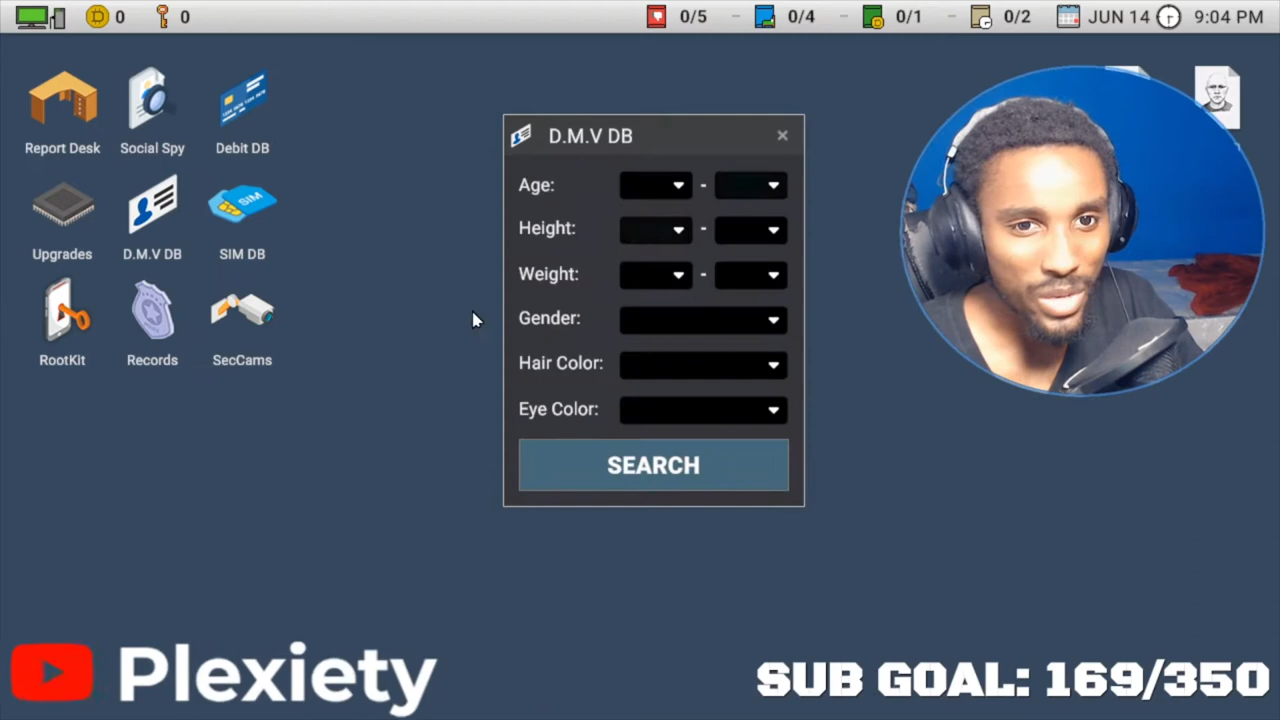 0 0 0/5 - 0/4 - 0/1 - 0/2 JUN 14 9:04 PM
Report Desk Social Spy Debit DB
Upgrades D.M.V DB SIM DB
SIM
RootKit Records SecCams
D.M.V DB ×
Age: -
Height: -
Weight: -
Gender:
Hair Color:
Eye Color:
SEARCH
Plexiety
SUB GOAL: 169/350